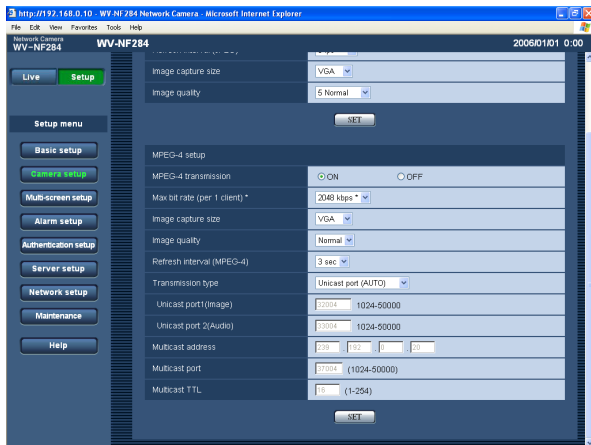 http://192.168.0.10 - WV-NF284 Network Camera - Microsoft Internet Explorer
File Edit View Favorites Tools Help
Network Camera
WV-NF284
WV-NF284
2006/01/01 0:00
Live
Setup
Image capture size
VGA
Image quality
5 Normal
SET
Setup menu
Basic setup
Camera setup
Multi-screen setup
Alarm setup
Authentication setup
Server setup
Network setup
Maintenance
Help
MPEG-4 setup
MPEG-4 transmission
ON OFF
Max bit rate (per 1 client) *
2048 kbps *
Image capture size
VGA
Image quality
Normal
Refresh interval (MPEG-4)
3 sec
Transmission type
Unicast port (AUTO)
Unicast port1(Image)
32004 1024-50000
Unicast port 2(Audio)
33004 1024-50000
Multicast address
239 . 192 . 0 . 20
Multicast port
37004 (1024-50000)
Multicast TTL
16 (1-254)
SET